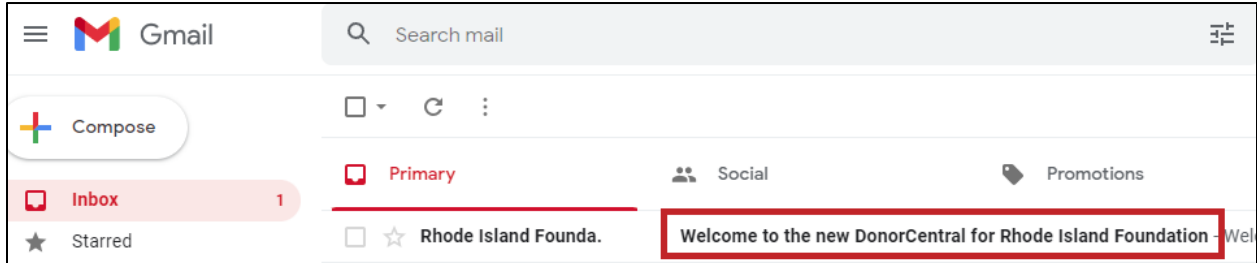 Gmail
Search mail
Compose
Primary
Social
Promotions
Inbox 1
Rhode Island Founda. Welcome to the new DonorCentral for Rhode Island Foundation - Wel
Starred